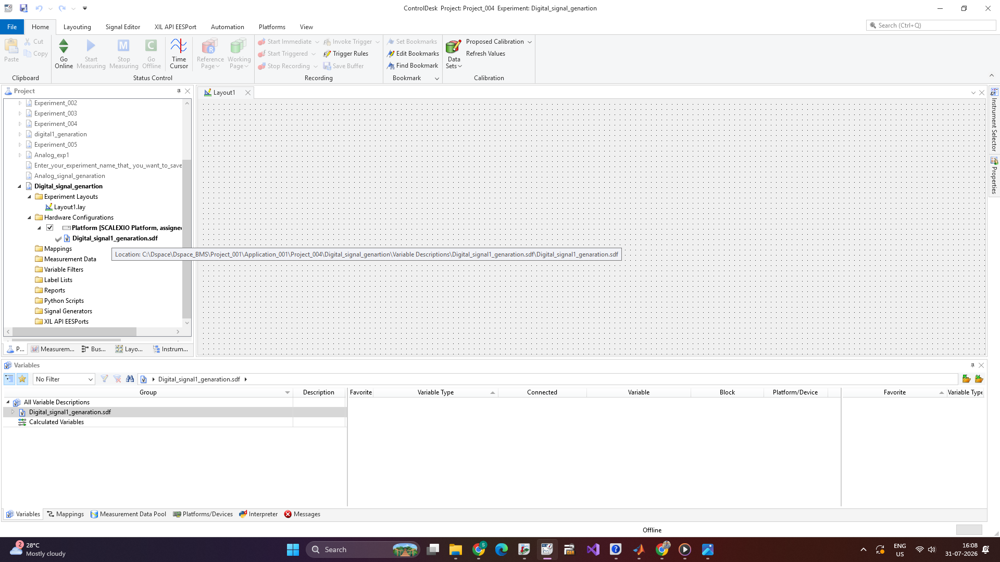 ControlDesk Project: Project_004 Experiment: Digital_signal_genartion
File Home Layouting Signal Editor XIL API EESPort Automation Platforms View
Search (Ctrl+Q)
Paste
Cut
Copy
Clipboard
Go Online
Start Measuring
Stop Measuring
Go Offline
Status Control
Time Cursor
Reference Page
Working Page
Start Immediate
Start Triggered
Stop Recording
Invoke Trigger
Trigger Rules
Save Buffer
Recording
Set Bookmarks
Edit Bookmarks
Find Bookmark
Bookmark
Data Sets
Proposed Calibration
Refresh Values
Calibration
Project
Experiment_002
Experiment_003
Experiment_004
digital1_genaration
Experiment_005
Analog_exp1
Enter_your_experiment_name_that_ you_want_to_save
Analog_signal_genaration
Digital_signal_genartion
Experiment Layouts
Layout1.lay
Hardware Configurations
Platform [SCALEXIO Platform, assigned
Digital_signal1_genaration.sdf
Mappings
Measurement Data
Variable Filters
Label Lists
Reports
Python Scripts
Signal Generators
XIL API EESPorts
P... Measurem... Bus... Layo... Instrum...
Layout1
Location: C:\Dspace\Dspace_BMS\Project_001\Application_001\Project_004\Digital_signal_genartion\Variable Descriptions\Digital_signal1_genaration.sdf\Digital_signal1_genaration.sdf
Instrument Selector
Properties
Variables
No Filter
Digital_signal1_genaration.sdf
Group Description Favorite Variable Type Connected Variable Block Platform/Device Favorite Variable Type
All Variable Descriptions
Digital_signal1_genaration.sdf
Calculated Variables
Variables Mappings Measurement Data Pool Platforms/Devices Interpreter Messages
Offline
2
28°C
Mostly cloudy
Search
S
ENG
US
16:08
31-07-2026